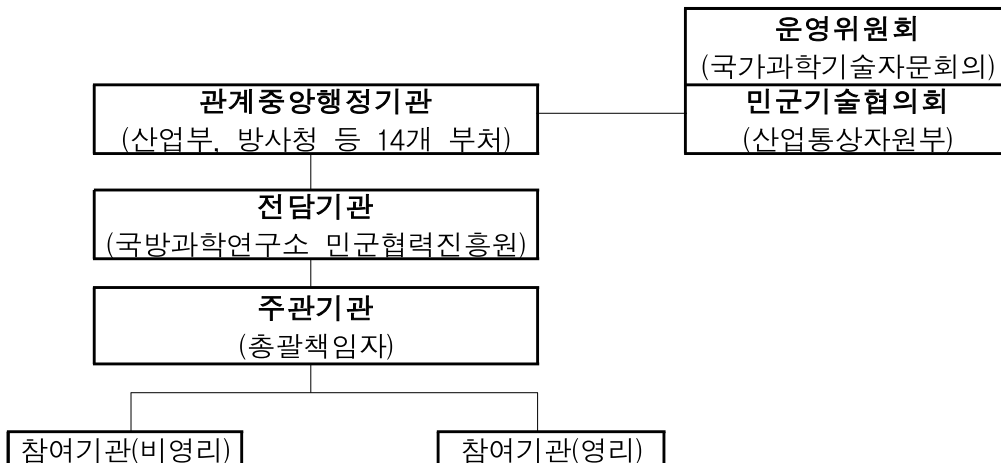 운영위원회
(국가과학기술자문회의)
관계중앙행정기관
(산업부, 방사청 등 14개 부처)
민군기술협의회
(산업통상자원부)
전담기관
(국방과학연구소 민군협력진흥원)
주관기관
(총괄책임자)
참여기관(비영리)
참여기관(영리)